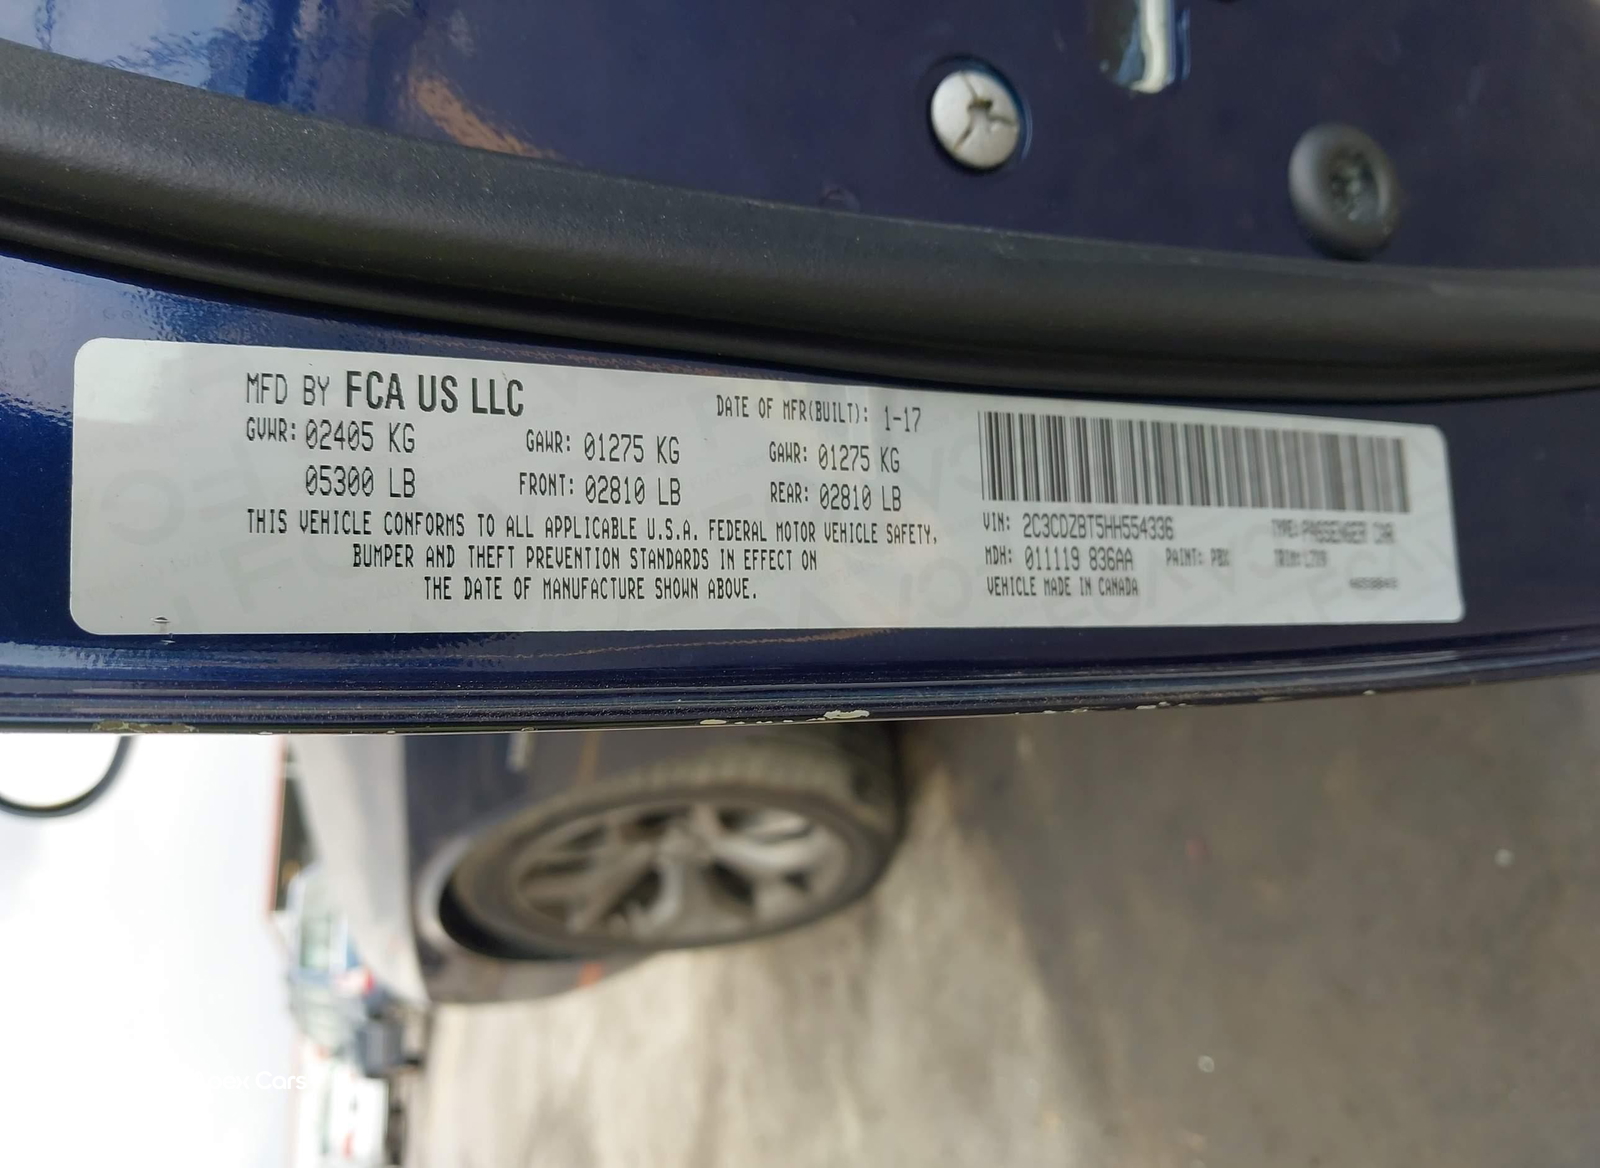 MFD BY FCA US LLC
DATE OF MFR(BUILT): 1-17
GVWR: 02405 KG GAWR: 01275 KG GAWR: 01275 KG
05300 LB FRONT: 02810 LB REAR: 02810 LB
THIS VEHICLE CONFORMS TO ALL APPLICABLE U.S.A. FEDERAL MOTOR VEHICLE SAFETY,
BUMPER AND THEFT PREVENTION STANDARDS IN EFFECT ON
THE DATE OF MANUFACTURE SHOWN ABOVE.
VIN: 2C3CDZBT5HH554336 TYPE: PASSENGER CAR
MDH: 011119 836AA PAINT: PBX TRIM:
VEHICLE MADE IN CANADA
Cars